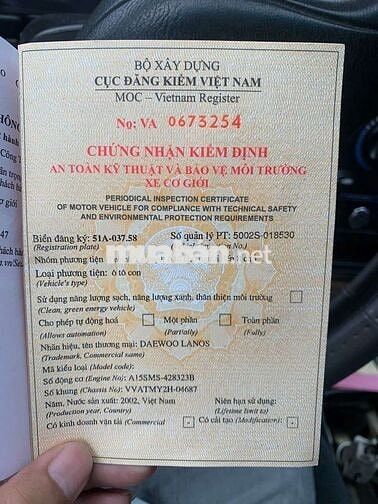 BỘ XÂY DỰNG
CỤC ĐĂNG KIỂM VIỆT NAM
MOC – Vietnam Register
No: VA 0673254
CHỨNG NHẬN KIỂM ĐỊNH
AN TOÀN KỸ THUẬT VÀ BẢO VỆ MÔI TRƯỜNG
XE CƠ GIỚI
PERIODICAL INSPECTION CERTIFICATE
OF MOTOR VEHICLE FOR COMPLIANCE WITH TECHNICAL SAFETY
AND ENVIRONMENTAL PROTECTION REQUIREMENTS
Biển đăng ký: 51A-037.58 Số quản lý PT: 5002S-018530
(Registration plate) No.)
Nhóm phương tiện
muaban.net
Loại phương tiện: ô tô con
(Vehicle's type)
Sử dụng năng lượng sạch, năng lượng xanh, thân thiện môi trường
(Clean, green energy vehicle)
Cho phép tự động hoá Một phần Toàn phần
(Allows automation) (Partially) (Fully)
Nhãn hiệu, tên thương mại: DAEWOO LANOS
(Trademark, Commercial name)
Mã kiểu loại (Model code):
Số động cơ (Engine No): A15SMS-428323B
Số khung (Chassis No): VVATMY2H-04687
Năm, Nước sản xuất: 2002, Việt Nam Niên hạn sử dụng:
(Production year, Country) (Lifetime limit to)
Có kinh doanh vận tải (Commercial Có cải tạo (Modification):